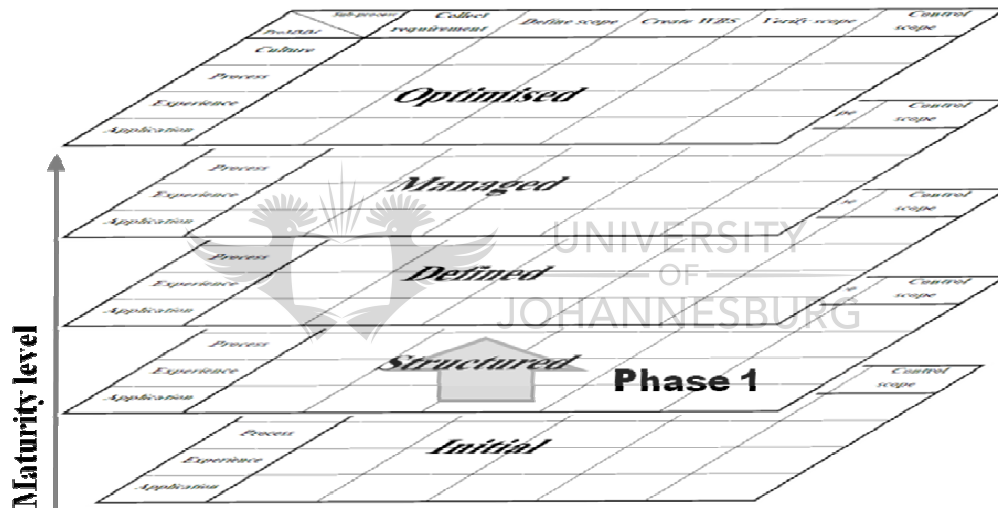 Sub-process
Collect requirement
Define scope
Create WBS
Verify scope
Control scope
Culture
Process
Experience
Application
Optimised
Control scope
Process
Experience
Application
Managed
Control scope
Process
Experience
Application
Defined
Control scope
Process
Experience
Application
Structured
Phase 1
Control scope
Process
Experience
Application
Initial
Maturity level
UNIVERSITY
OF
JOHANNESBURG